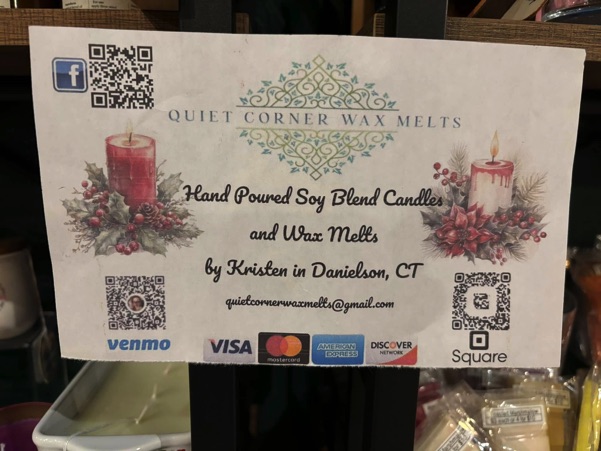 f
QUIET CORNER WAX MELTS
Hand Poured Soy Blend Candles
and Wax Melts
by Kristen in Danielson, CT
quietcornerwaxmelts@gmail.com
venmo
VISA
mastercard
AMERICAN EXPRESS
DISCOVER
NETWORK
Square